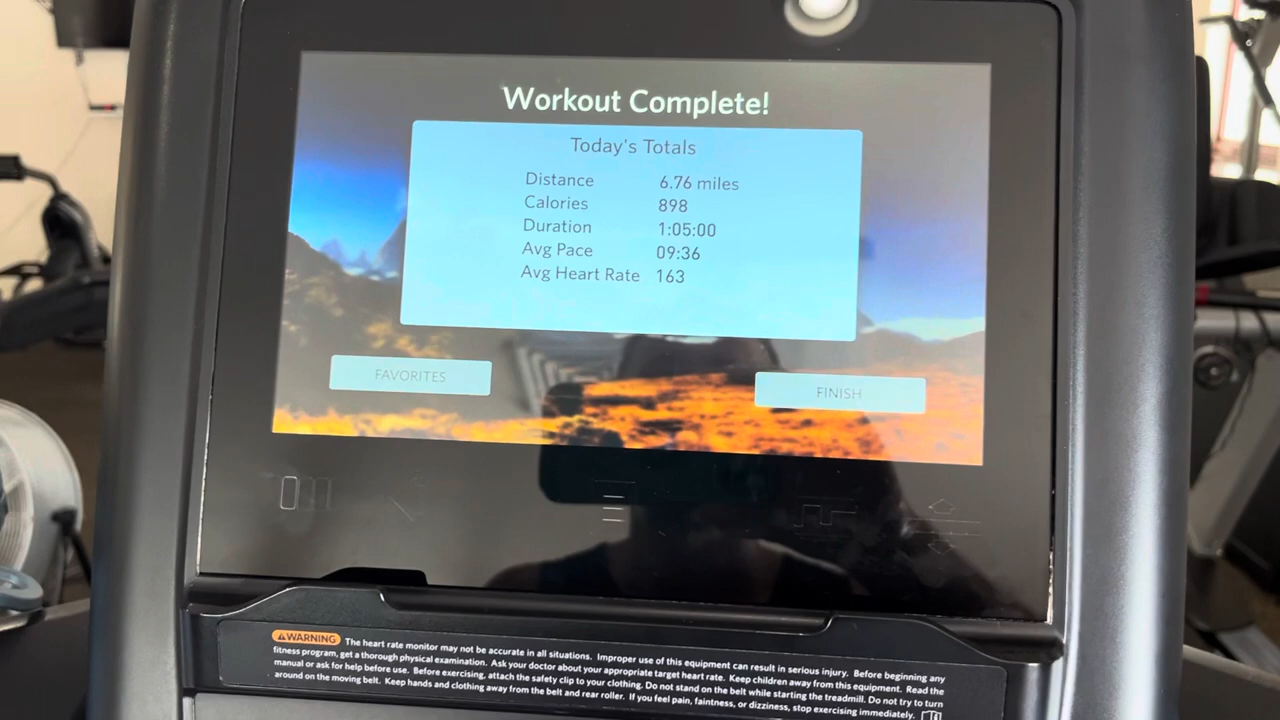 Workout Complete!
Today's Totals
Distance 6.76 miles
Calories 898
Duration 1:05:00
Avg Pace 09:36
Avg Heart Rate 163
FAVORITES
FINISH
WARNING The heart rate monitor may not be accurate in all situations. Improper use of this equipment can result in serious injury. Before beginning any
fitness program, get a thorough physical examination. Ask your doctor about your appropriate target heart rate. Keep children away from this equipment. Read the
manual or ask for help before use. Before exercising, attach the safety clip to your clothing. Do not stand on the belt while starting the treadmill. Do not try to turn
around on the moving belt. Keep hands and clothing away from the belt and rear roller. If you feel pain, faintness, or dizziness, stop exercising immediately.